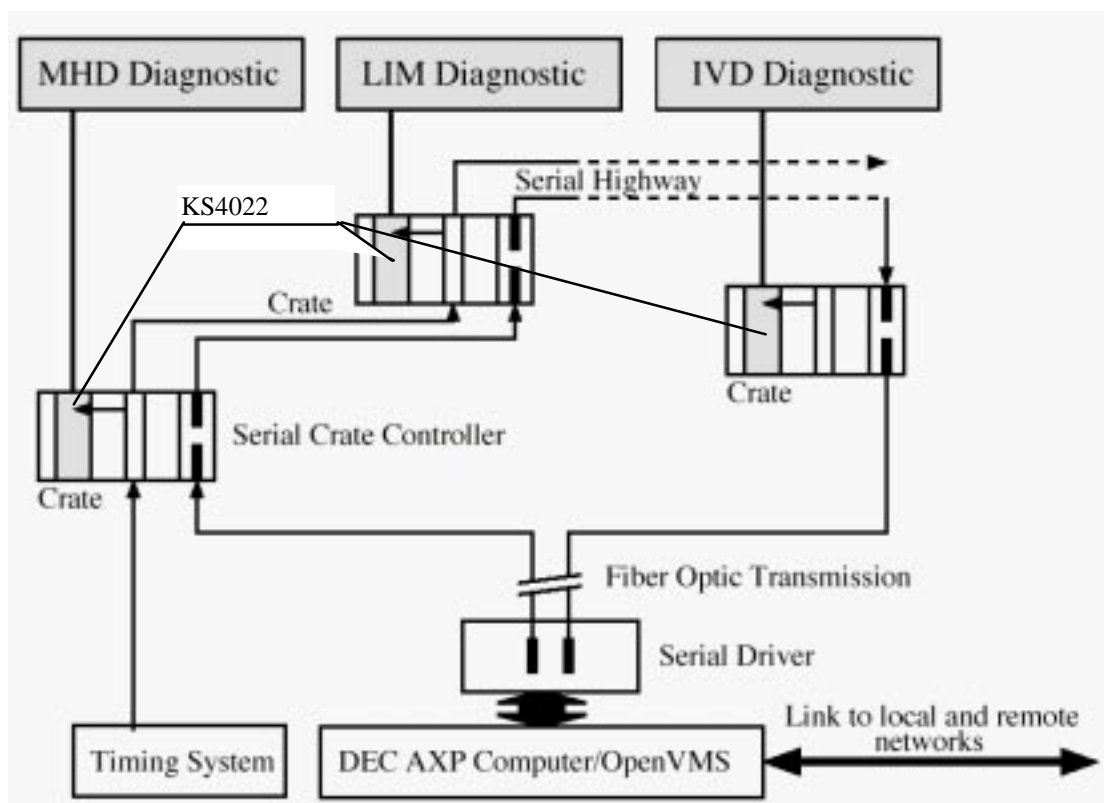 MHD Diagnostic
LIM Diagnostic
IVD Diagnostic
Serial Highway
KS4022
Crate
Crate
Serial Crate Controller
Crate
Fiber Optic Transmission
Serial Driver
Link to local and remote
networks
Timing System
DEC AXP Computer/OpenVMS